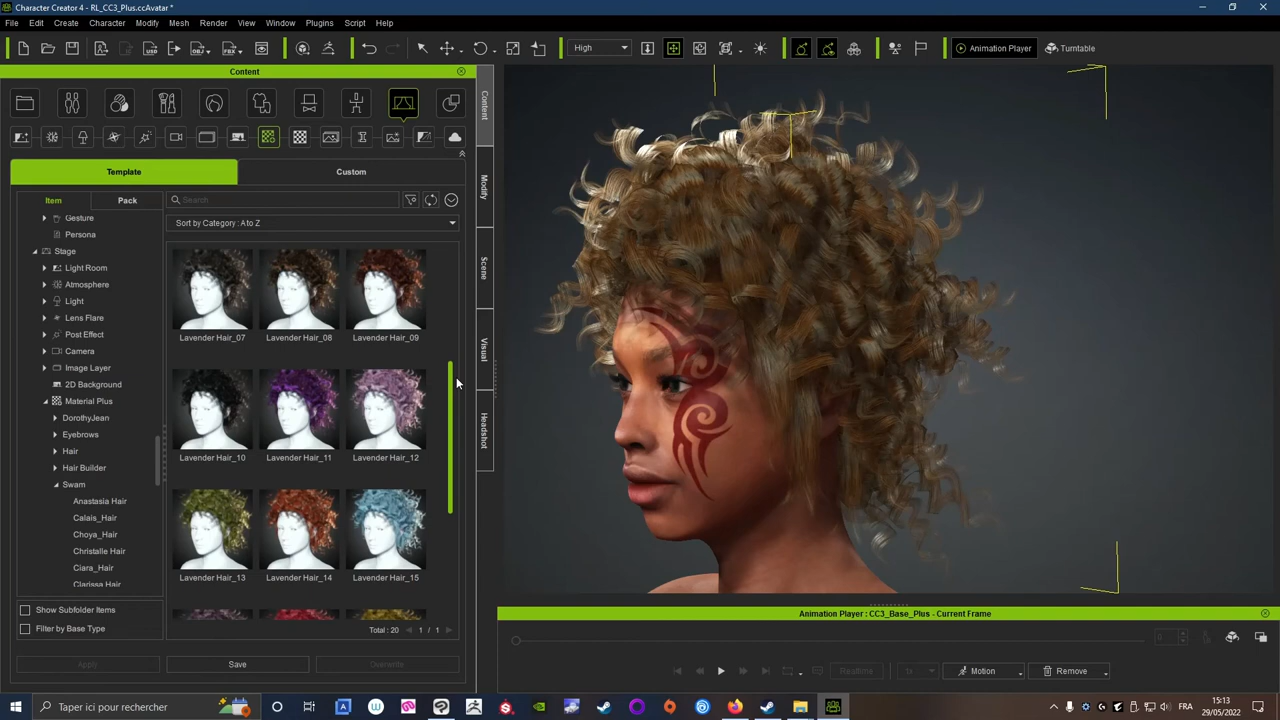 Character Creator 4 - RL_CC3_Plus.ccAvatar *
File Edit Create Character Modify Mesh Render View Window Plugins Script Help
High Animation Player Turntable
Content
Template Custom
Item Pack
Search
Sort by Category : A to Z
Gesture
Persona
Stage
Light Room
Atmosphere
Light
Lens Flare
Post Effect
Camera
Image Layer
2D Background
Material Plus
DorothyJean
Eyebrows
Hair
Hair Builder
Swam
Anastasia Hair
Calais_Hair
Choya_Hair
Christalle Hair
Ciara_Hair
Clarissa Hair
Lavender Hair_07 Lavender Hair_08 Lavender Hair_09
Lavender Hair_10 Lavender Hair_11 Lavender Hair_12
Lavender Hair_13 Lavender Hair_14 Lavender Hair_15
Show Subfolder Items
Filter by Base Type
Total : 20 1 / 1
Apply Save Overwrite
Content
Modify
Scene
Visual
Headshot
Animation Player : CC3_Base_Plus - Current Frame
0
Realtime 1x Motion Remove
Taper ici pour rechercher
FRA
15:13
29/05/2022